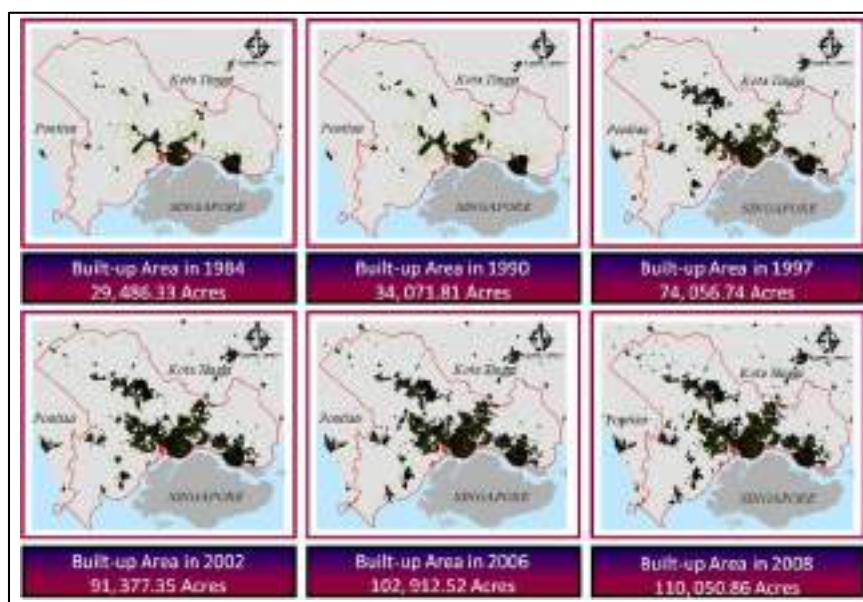 Kota Tinggi
Pontian
SINGAPORE
Built-up Area in 1984
29, 486.33 Acres
Kota Tinggi
Pontian
SINGAPORE
Built-up Area in 1990
34, 071.81 Acres
Kota Tinggi
Pontian
SINGAPORE
Built-up Area in 1997
74, 056.74 Acres
Kota Tinggi
Pontian
SINGAPORE
Built-up Area in 2002
91, 377.35 Acres
Kota Tinggi
Pontian
SINGAPORE
Built-up Area in 2006
102, 912.52 Acres
Kota Tinggi
Pontian
SINGAPORE
Built-up Area in 2008
110, 050.86 Acres